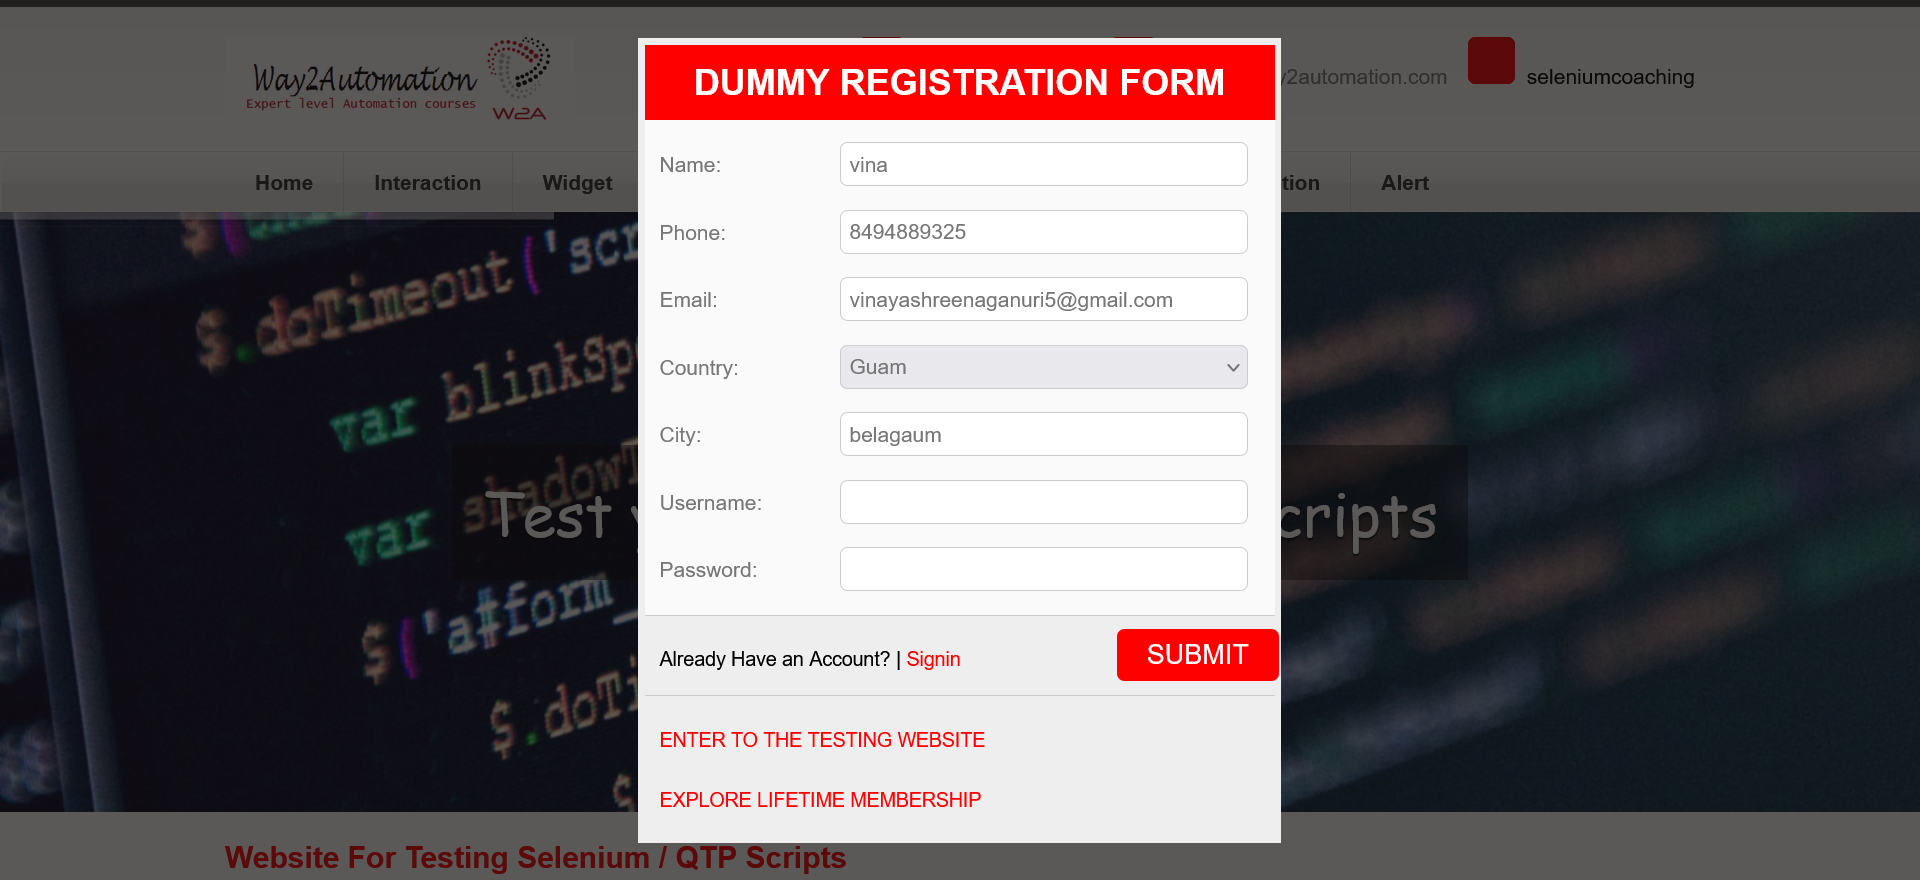 Way2Automation
Expert level Automation courses
W2A
y2automation.com
seleniumcoaching
Home
Interaction
Widget
tion
Alert
DUMMY REGISTRATION FORM
Name:
vina
Phone:
8494889325
Email:
vinayashreenaganuri5@gmail.com
Country:
Guam
City:
belagaum
Username:
Password:
Already Have an Account? | Signin
SUBMIT
ENTER TO THE TESTING WEBSITE
EXPLORE LIFETIME MEMBERSHIP
$.doTimeout('scr
var blinkSp
var shadowT
$('a#form_
$.doTi
$.do
$
Test
cripts
Website For Testing Selenium / QTP Scripts